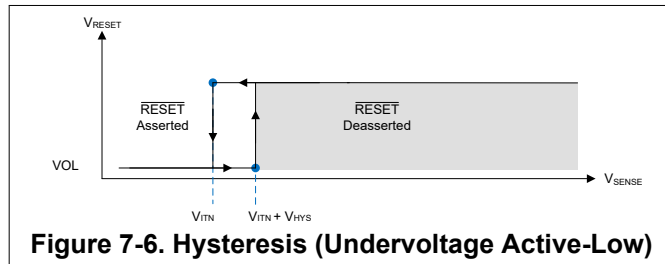 VRESET
RESET
Asserted
RESET
Deasserted
VOL
VSENSE
VITN
VITN + VHYS
Figure 7-6. Hysteresis (Undervoltage Active-Low)